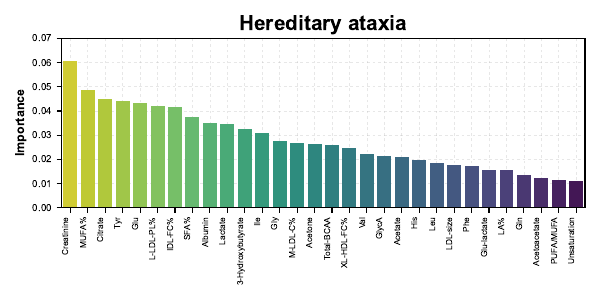 Hereditary ataxia
Importance
0.07
0.06
0.05
0.04
0.03
0.02
0.01
0.00
Creatinine
MUFA%
Citrate
Tyr
Glu
L-LDL-PL%
IDL-FC%
SFA%
Albumin
Lactate
3-Hydroxybutyrate
Ile
Gly
M-LDL-C%
Acetone
Total-BCAA
XL-HDL-FC%
Val
GlycA
Acetate
His
Leu
LDL-size
Phe
Glu-lactate
LA%
Gln
Acetoacetate
PUFA/MUFA
Unsaturation